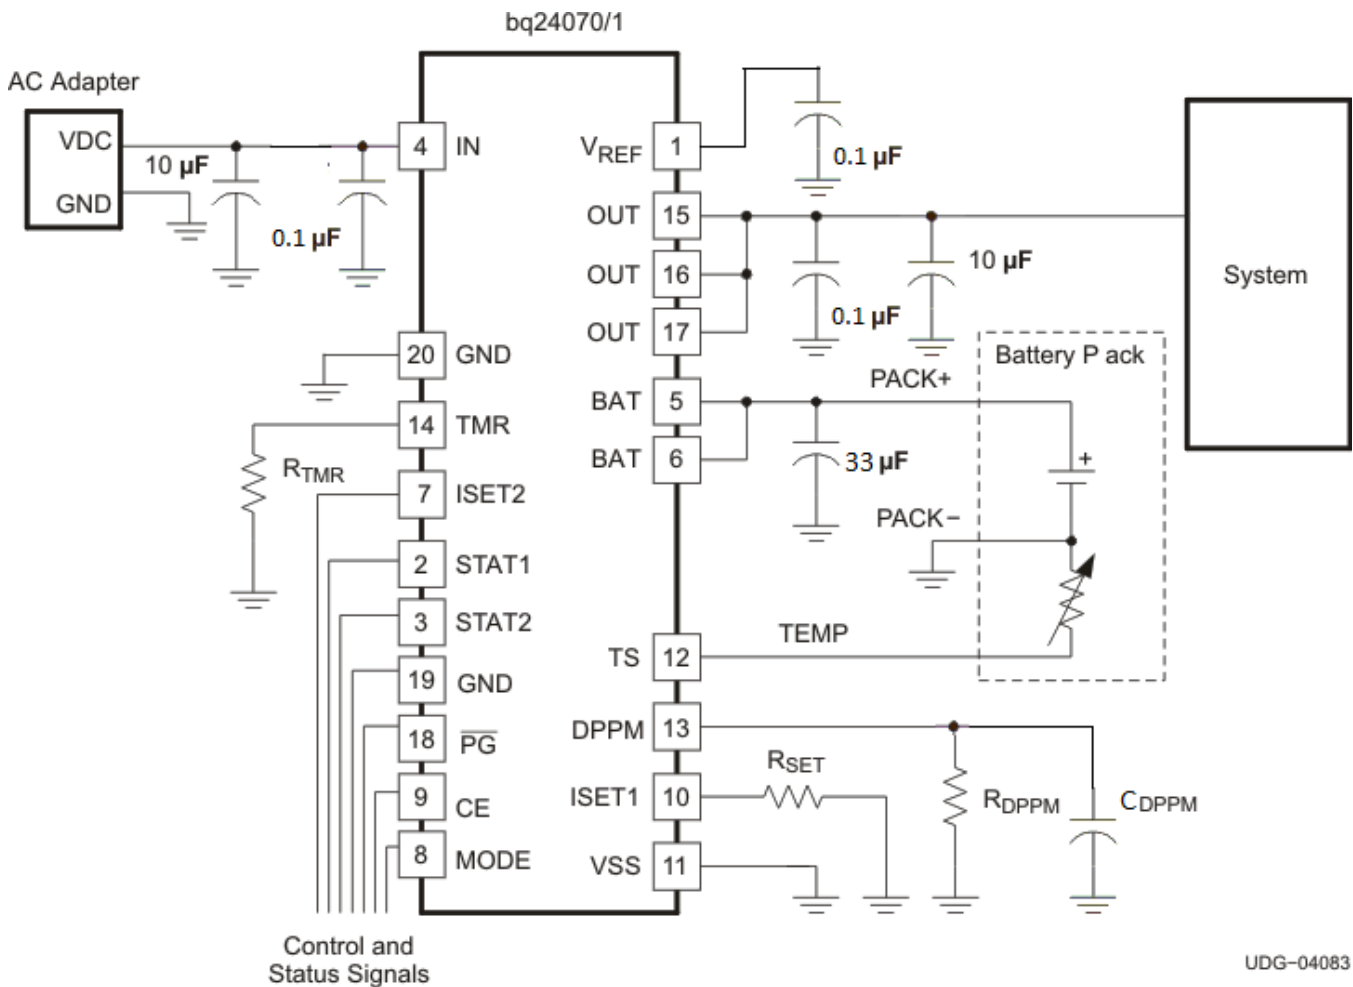 bq24070/1
AC Adapter
VDC
GND
10 µF
0.1 µF
4 IN
20 GND
14 TMR
RTMR
7 ISET2
2 STAT1
3 STAT2
19 GND
18 PG
9 CE
8 MODE
Control and
Status Signals
VREF 1
0.1 µF
OUT 15
OUT 16
OUT 17
0.1 µF
10 µF
System
BAT 5
BAT 6
PACK+
33 µF
Battery P ack
+
PACK−
TS 12
TEMP
DPPM 13
RDPPM
CDPPM
ISET1 10
RSET
VSS 11
UDG−04083